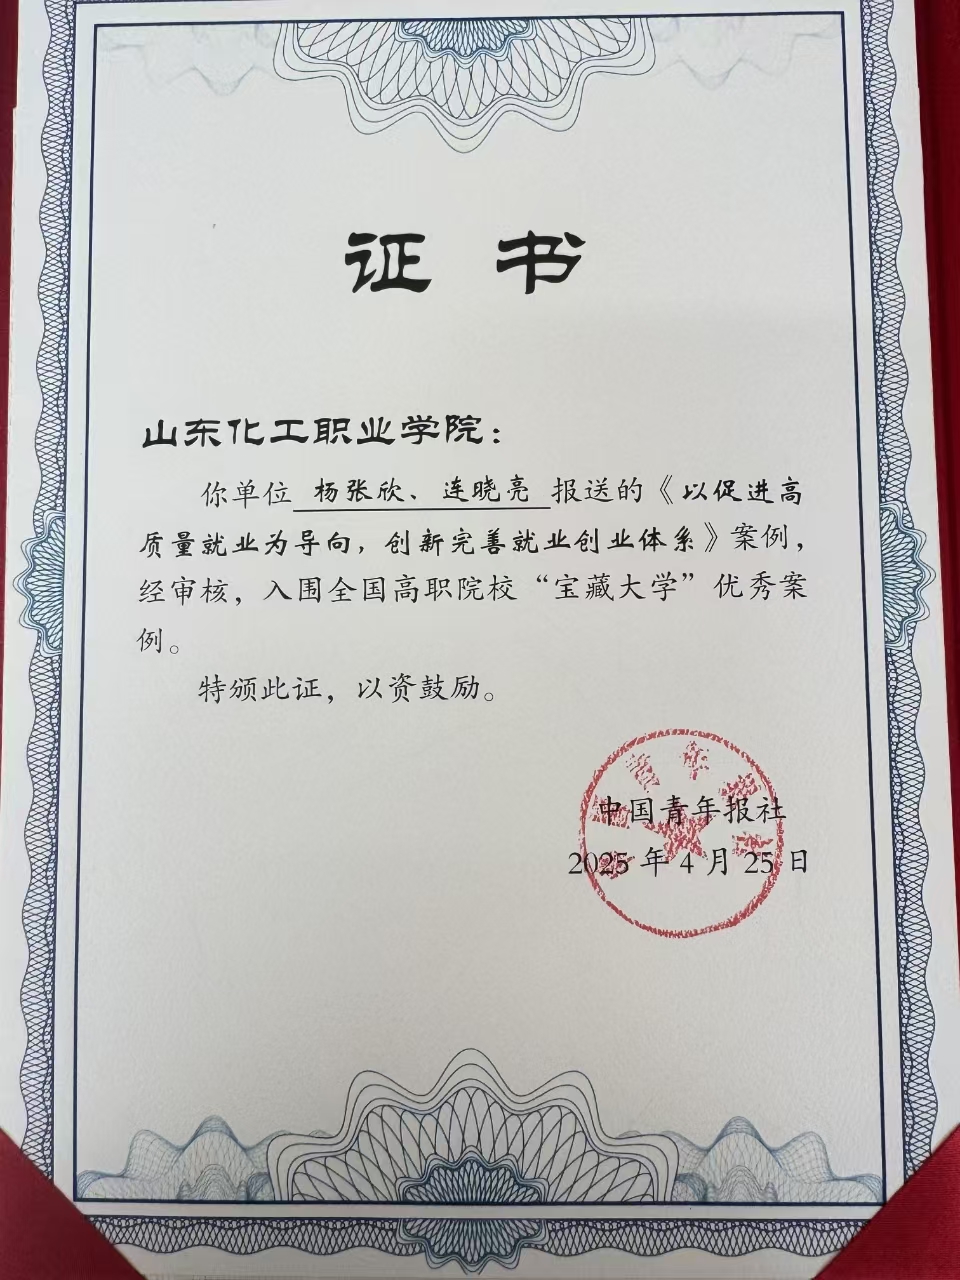 证书
山东化工职业学院：
你单位 杨张欣、连晓亮 报送的《以促进高
质量就业为导向，创新完善就业创业体系》案例，
经审核，入围全国高职院校“宝藏大学”优秀案
例。
特颁此证，以资鼓励。
中国青年报社
2025年4月25日